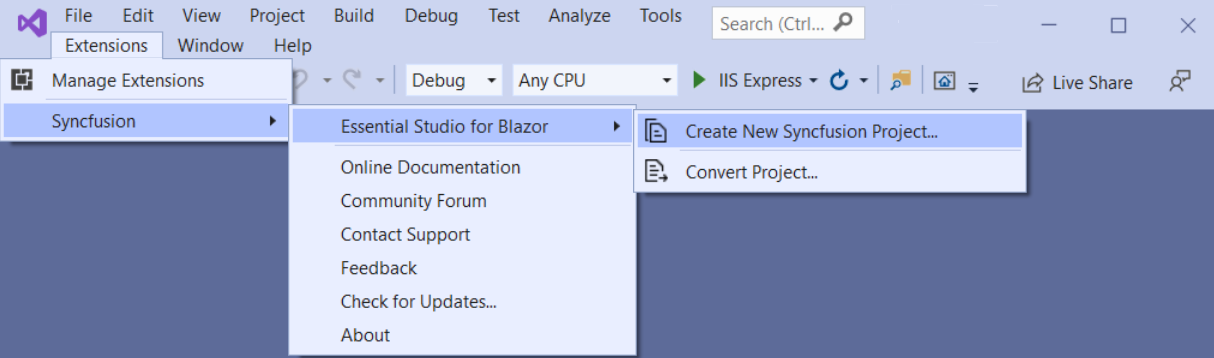 File Edit View Project Build Debug Test Analyze Tools Search (Ctrl...
Extensions Window Help
Manage Extensions
Debug Any CPU IIS Express Live Share
Syncfusion
Essential Studio for Blazor
Create New Syncfusion Project...
Convert Project...
Online Documentation
Community Forum
Contact Support
Feedback
Check for Updates...
About